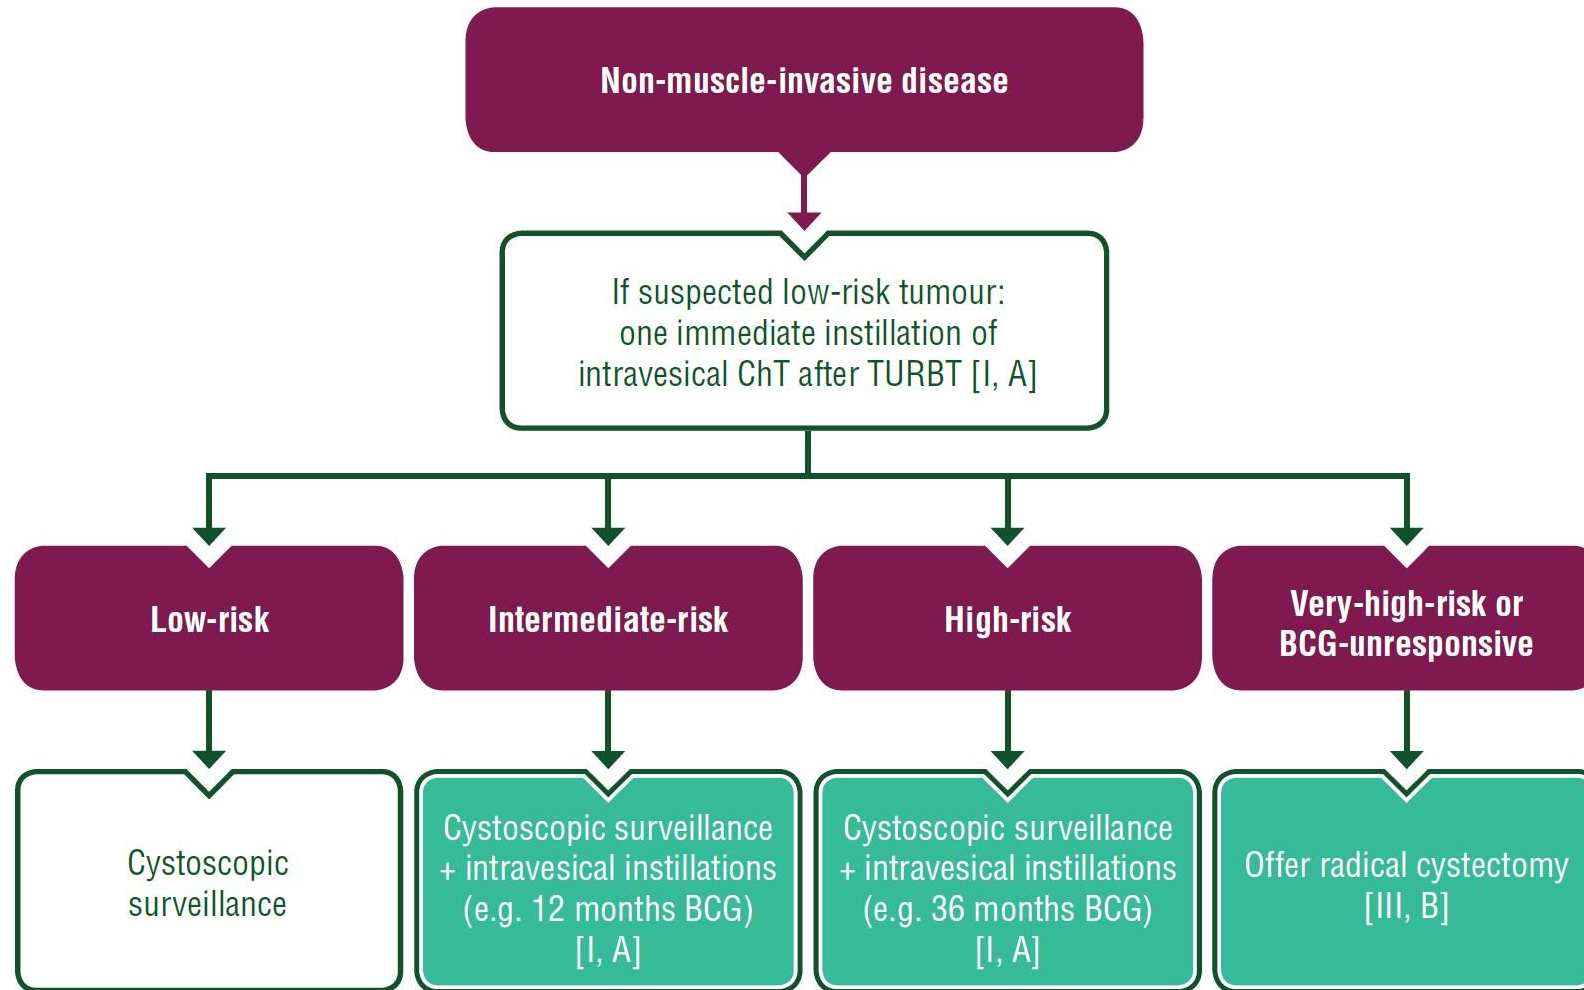 Non-muscle-invasive disease
If suspected low-risk tumour:
one immediate instillation of
intravesical ChT after TURBT [I, A]
Low-risk
Intermediate-risk
High-risk
Very-high-risk or
BCG-unresponsive
Cystoscopic
surveillance
Cystoscopic surveillance
+ intravesical instillations
(e.g. 12 months BCG)
[I, A]
Cystoscopic surveillance
+ intravesical instillations
(e.g. 36 months BCG)
[I, A]
Offer radical cystectomy
[III, B]